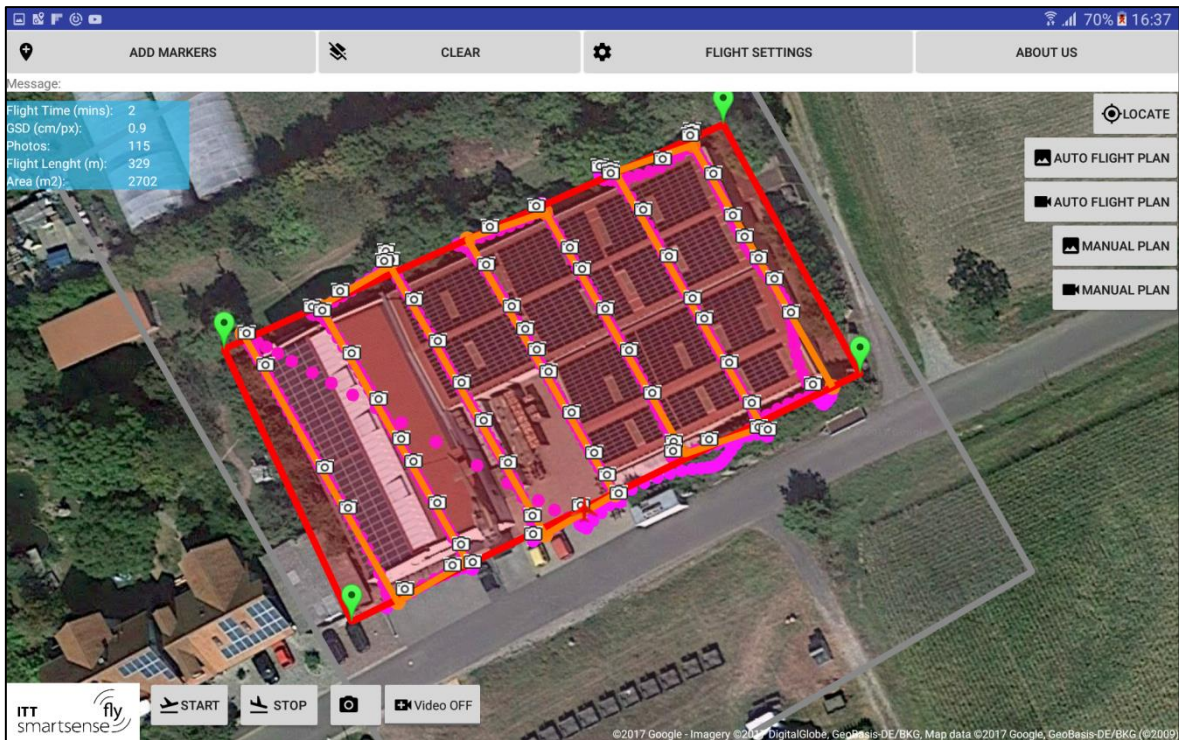 70% 16:37
ADD MARKERS
CLEAR
FLIGHT SETTINGS
ABOUT US
Message:
Flight Time (mins): 2
GSD (cm/px): 0.9
Photos: 115
Flight Lenght (m): 329
Area (m2): 2702
LOCATE
AUTO FLIGHT PLAN
AUTO FLIGHT PLAN
MANUAL PLAN
MANUAL PLAN
ITT
fly
smartsense
START
STOP
Video OFF
©2017 Google - Imagery ©2017 DigitalGlobe, GeoBasis-DE/BKG, Map data ©2017 Google, GeoBasis-DE/BKG (©2009)